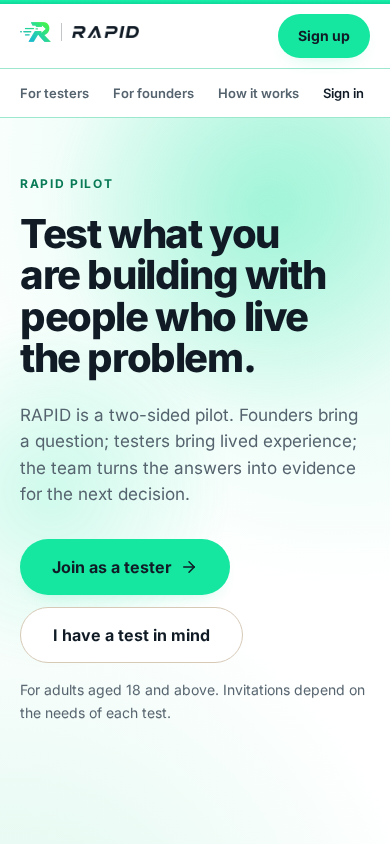 RAPID
Sign up
For testers
For founders
How it works
Sign in
RAPID PILOT
Test what you
are building with
people who live
the problem.
RAPID is a two-sided pilot. Founders bring
a question; testers bring lived experience;
the team turns the answers into evidence
for the next decision.
Join as a tester →
I have a test in mind
For adults aged 18 and above. Invitations depend on
the needs of each test.